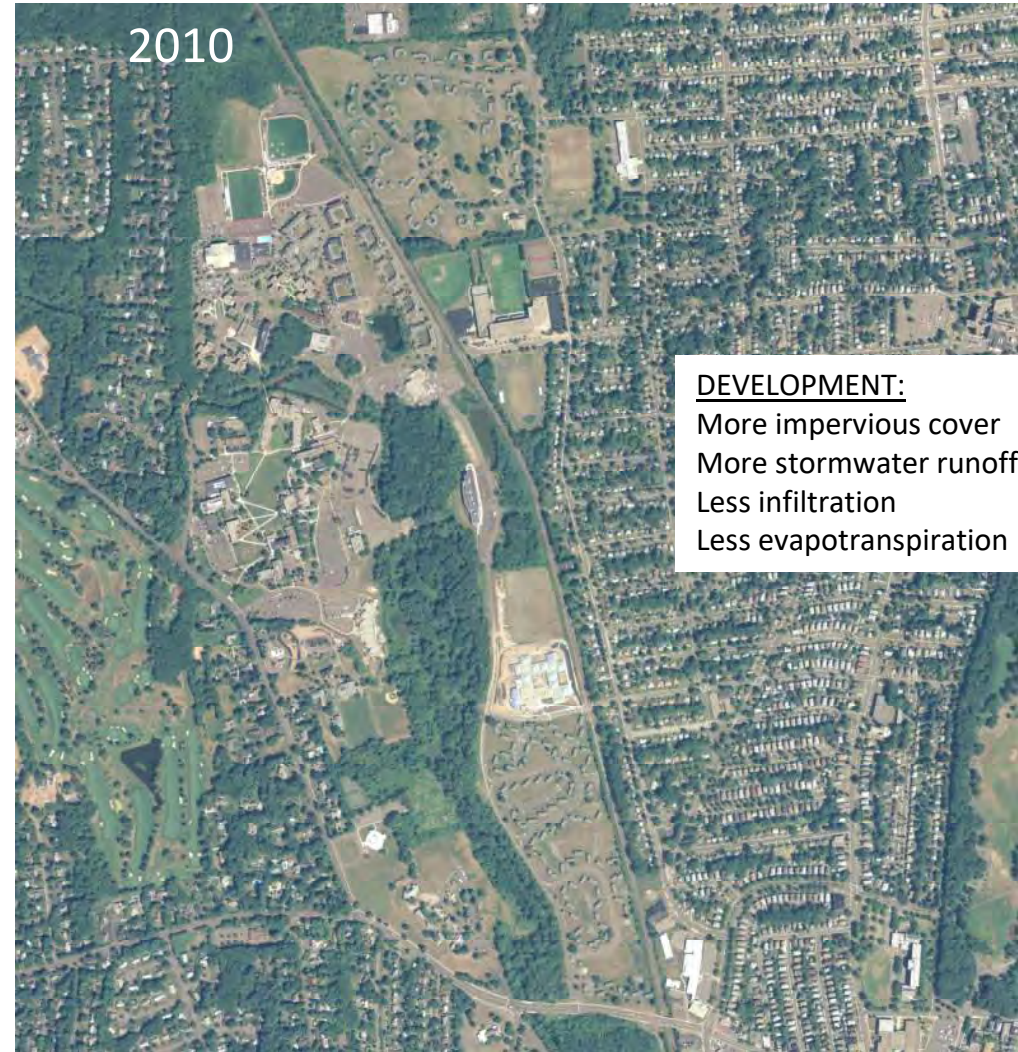 2010
DEVELOPMENT:
More impervious cover
More stormwater runoff
Less infiltration
Less evapotranspiration